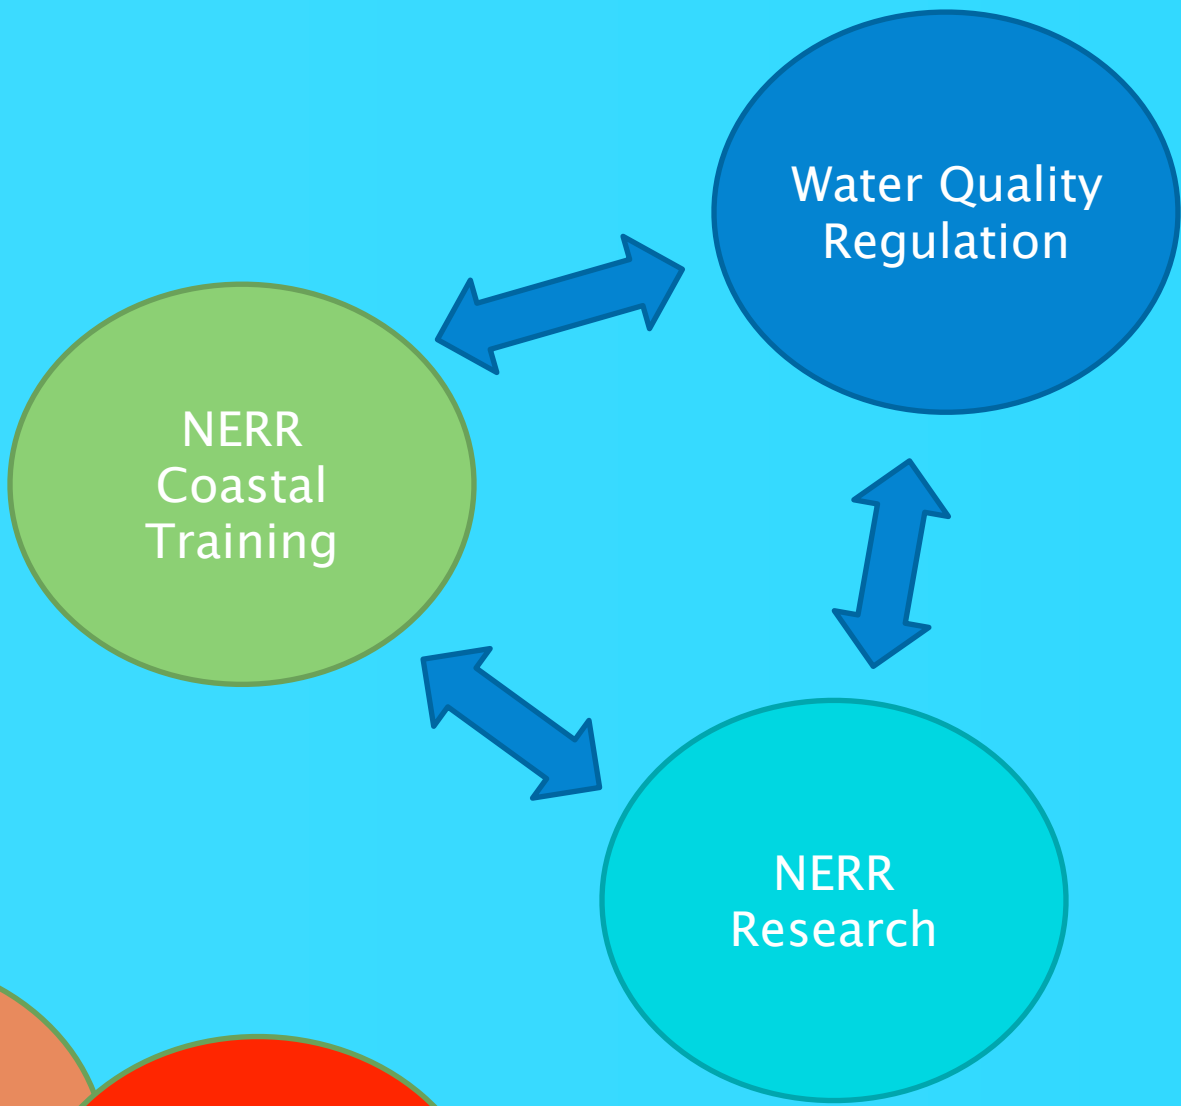 Water Quality
Regulation
NERR
Coastal
Training
NERR
Research